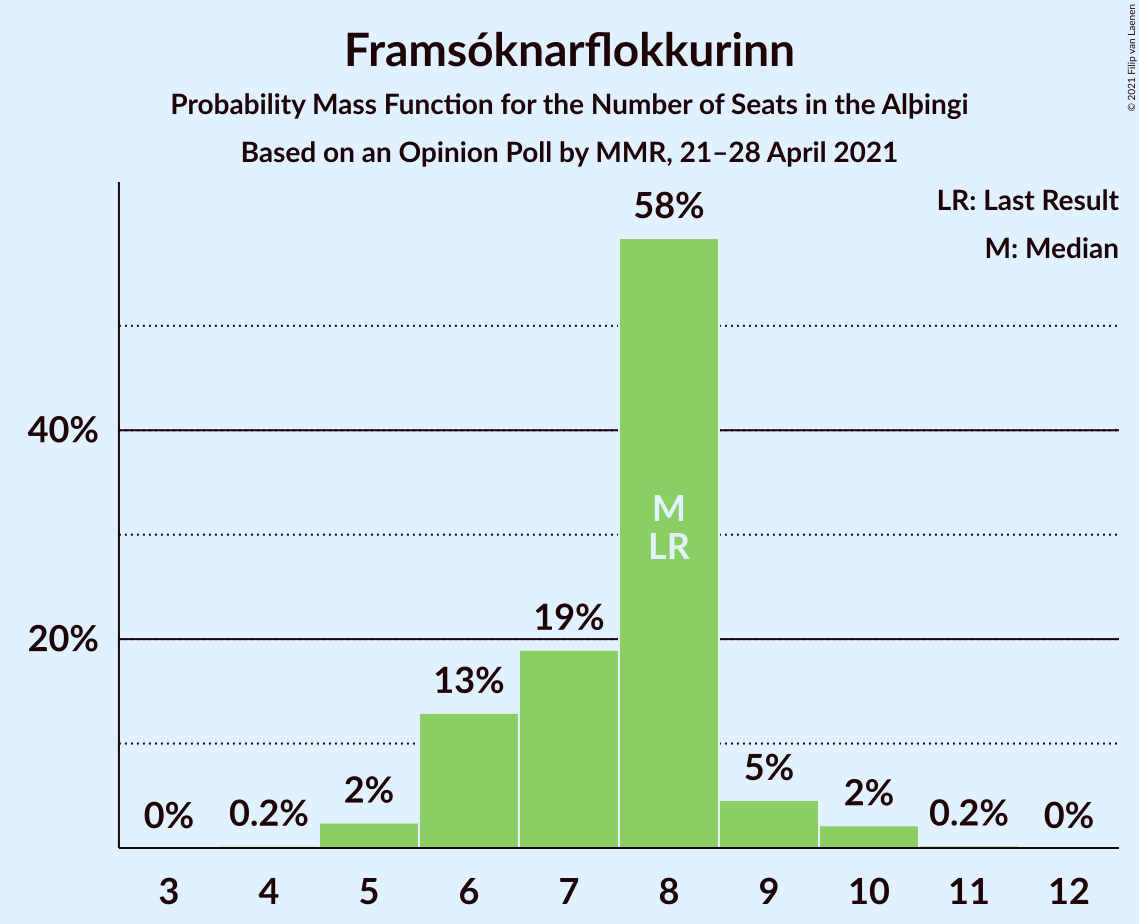 Framsóknarflokkurinn
Probability Mass Function for the Number of Seats in the Alþingi
Based on an Opinion Poll by MMR, 21–28 April 2021
© 2021 Filip van Laenen
LR: Last Result
M: Median
58%
40%
M
LR
20%
19%
13%
5%
2%
2%
0%
0.2%
0.2%
0%
3 4 5 6 7 8 9 10 11 12